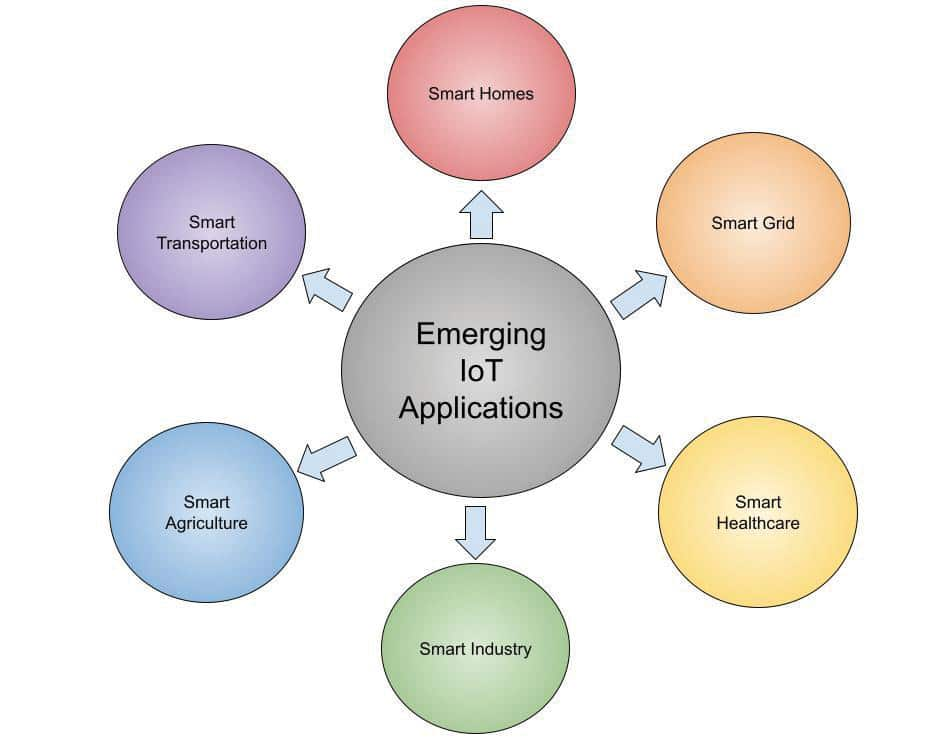 Smart Homes
Smart Grid
Smart
Transportation
Emerging
IoT
Applications
Smart
Agriculture
Smart
Healthcare
Smart Industry